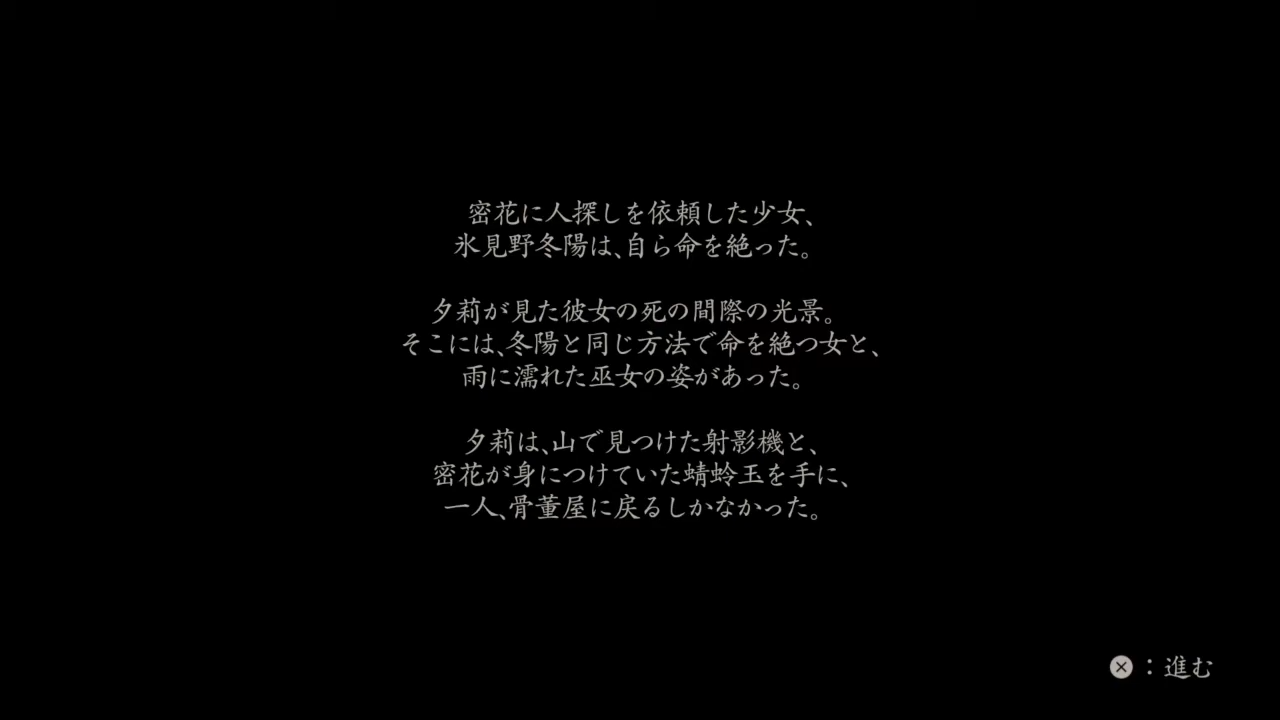 密花に人探しを依頼した少女、
氷見野冬陽は、自ら命を絶った。
夕莉が見た彼女の死の間際の光景。
そこには、冬陽と同じ方法で命を絶つ女と、
雨に濡れた巫女の姿があった。
夕莉は、山で見つけた射影機と、
密花が身につけていた蜻蛉玉を手に、
一人、骨董屋に戻るしかなかった。
ⓧ：進む